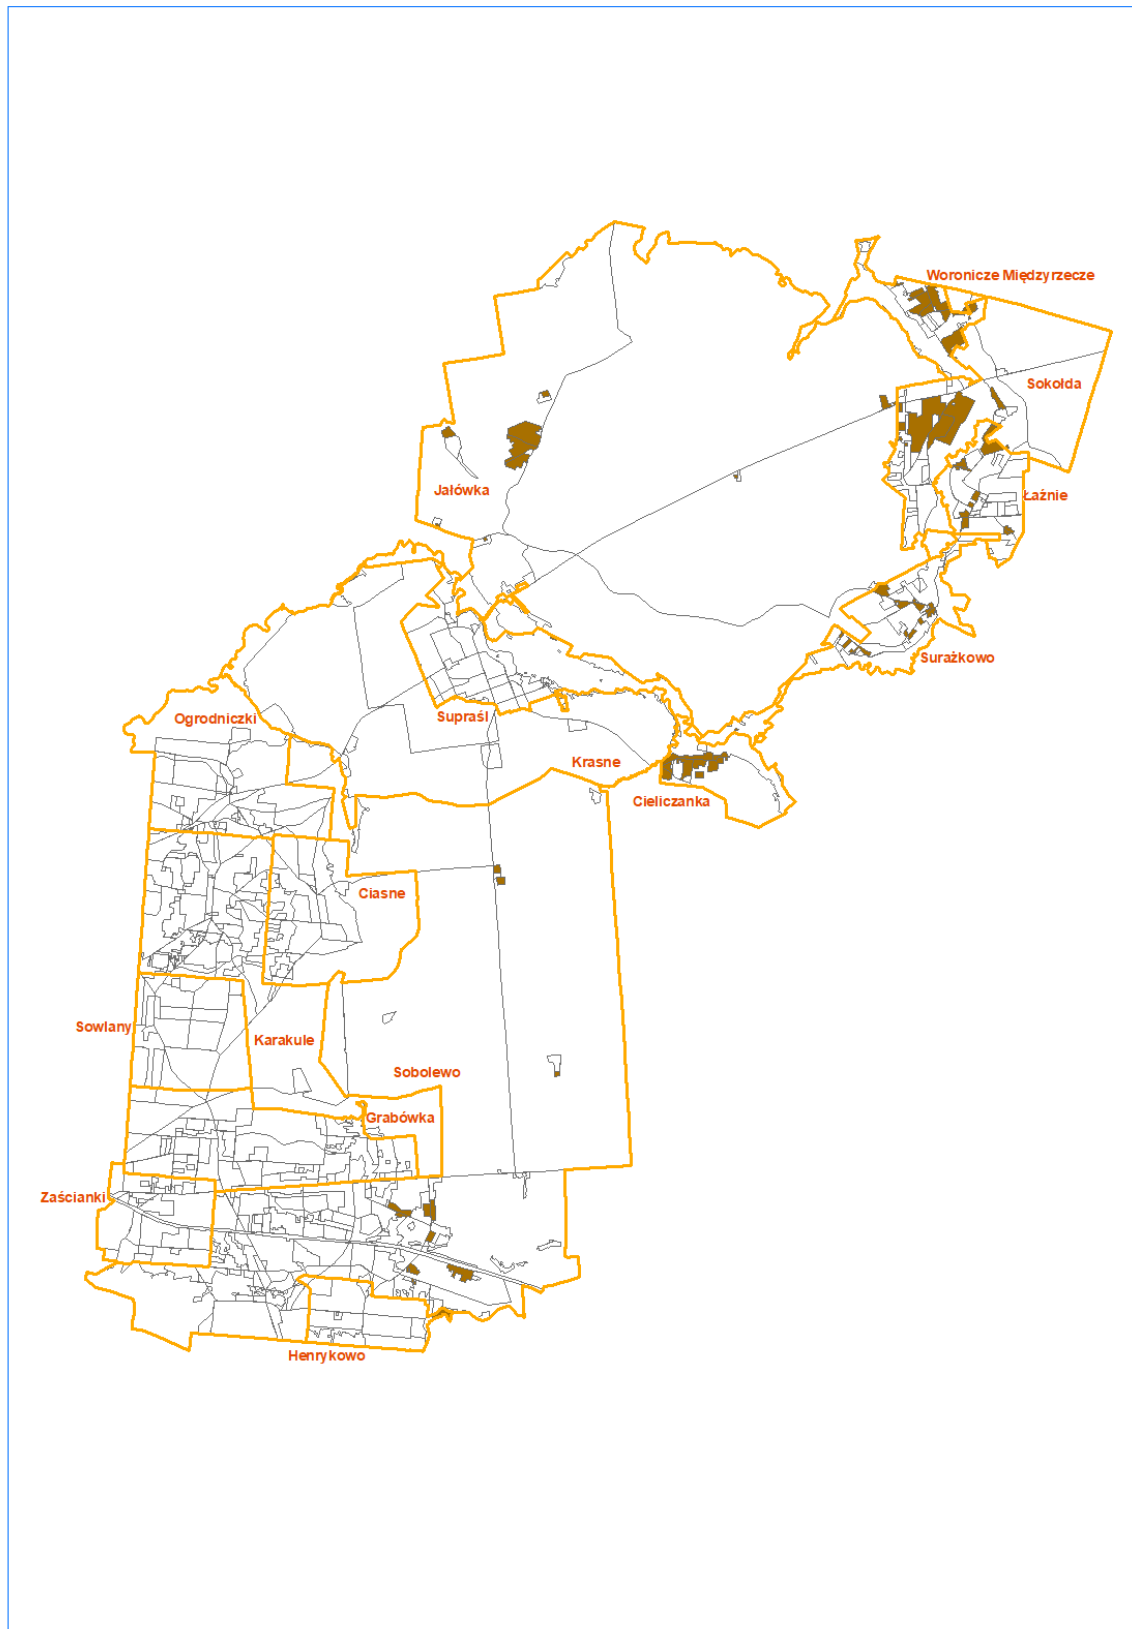 Woronicze Międzyrzecze
Sokołda
Jałówka
Łaźnie
Surażkowo
Ogrodniczki
Supraśl
Krasne
Cieliczanka
Ciasne
Sowlany
Karakule
Sobolewo
Grabówka
Zaścianki
Henrykowo